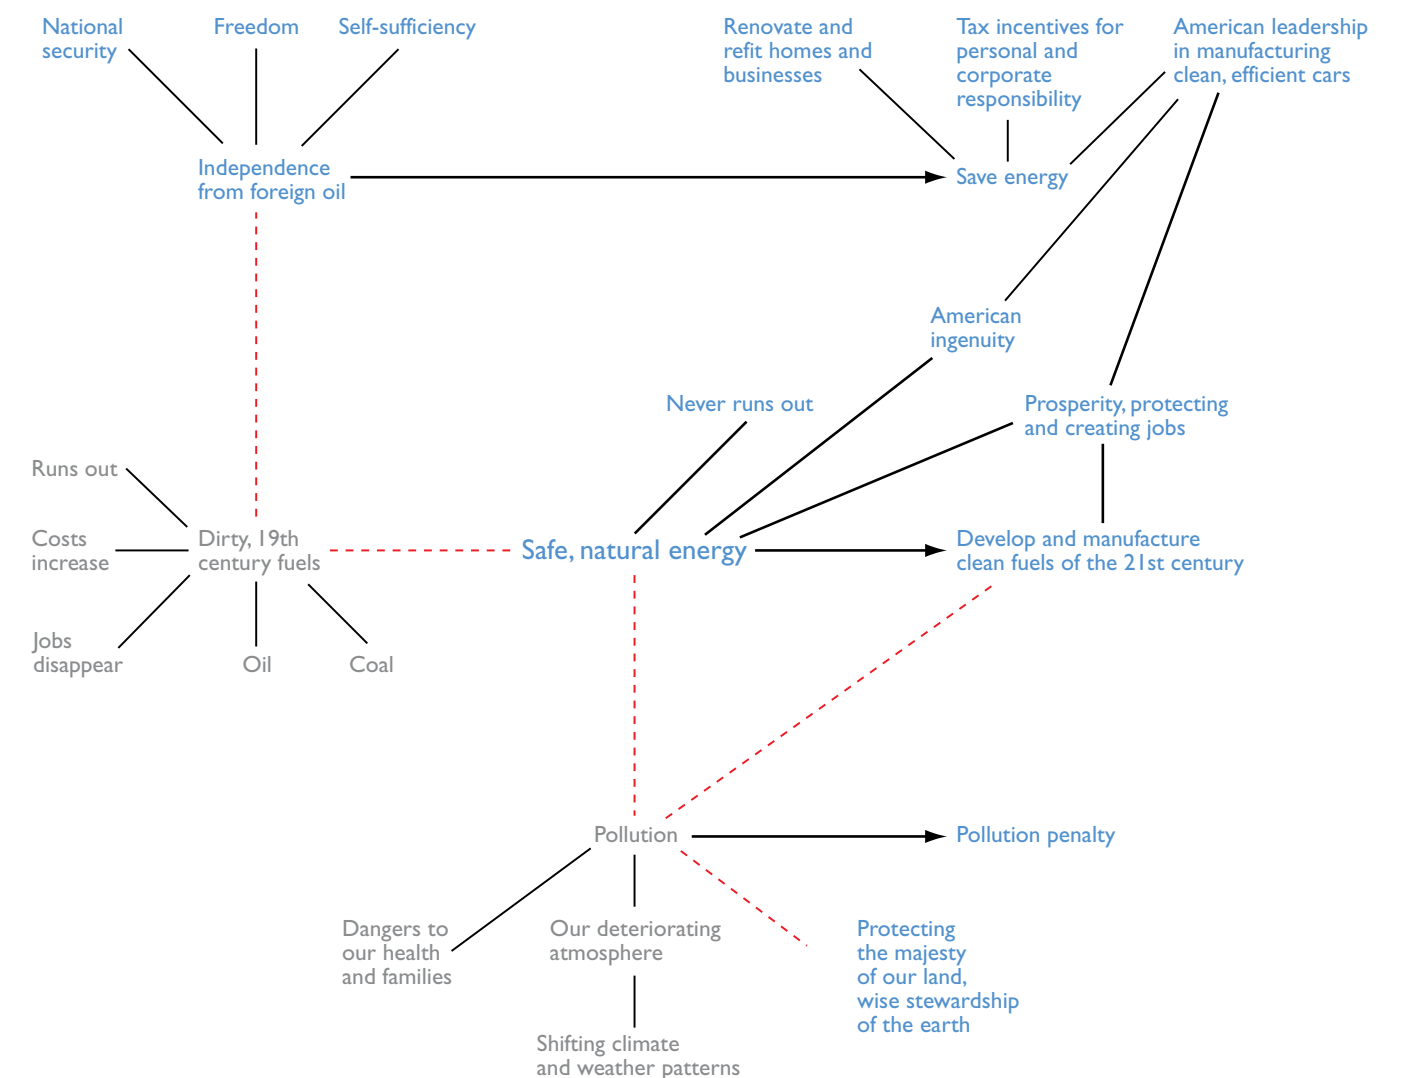 National
security
Freedom
Self-sufficiency
Renovate and
refit homes and
businesses
Tax incentives for
personal and
corporate
responsibility
American leadership
in manufacturing
clean, efficient cars
Independence
from foreign oil
Save energy
American
ingenuity
Never runs out
Prosperity, protecting
and creating jobs
Runs out
Costs
increase
Dirty, 19th
century fuels
Safe, natural energy
Develop and manufacture
clean fuels of the 21st century
Jobs
disappear
Oil
Coal
Pollution
Pollution penalty
Dangers to
our health
and families
Our deteriorating
atmosphere
Protecting
the majesty
of our land,
wise stewardship
of the earth
Shifting climate
and weather patterns